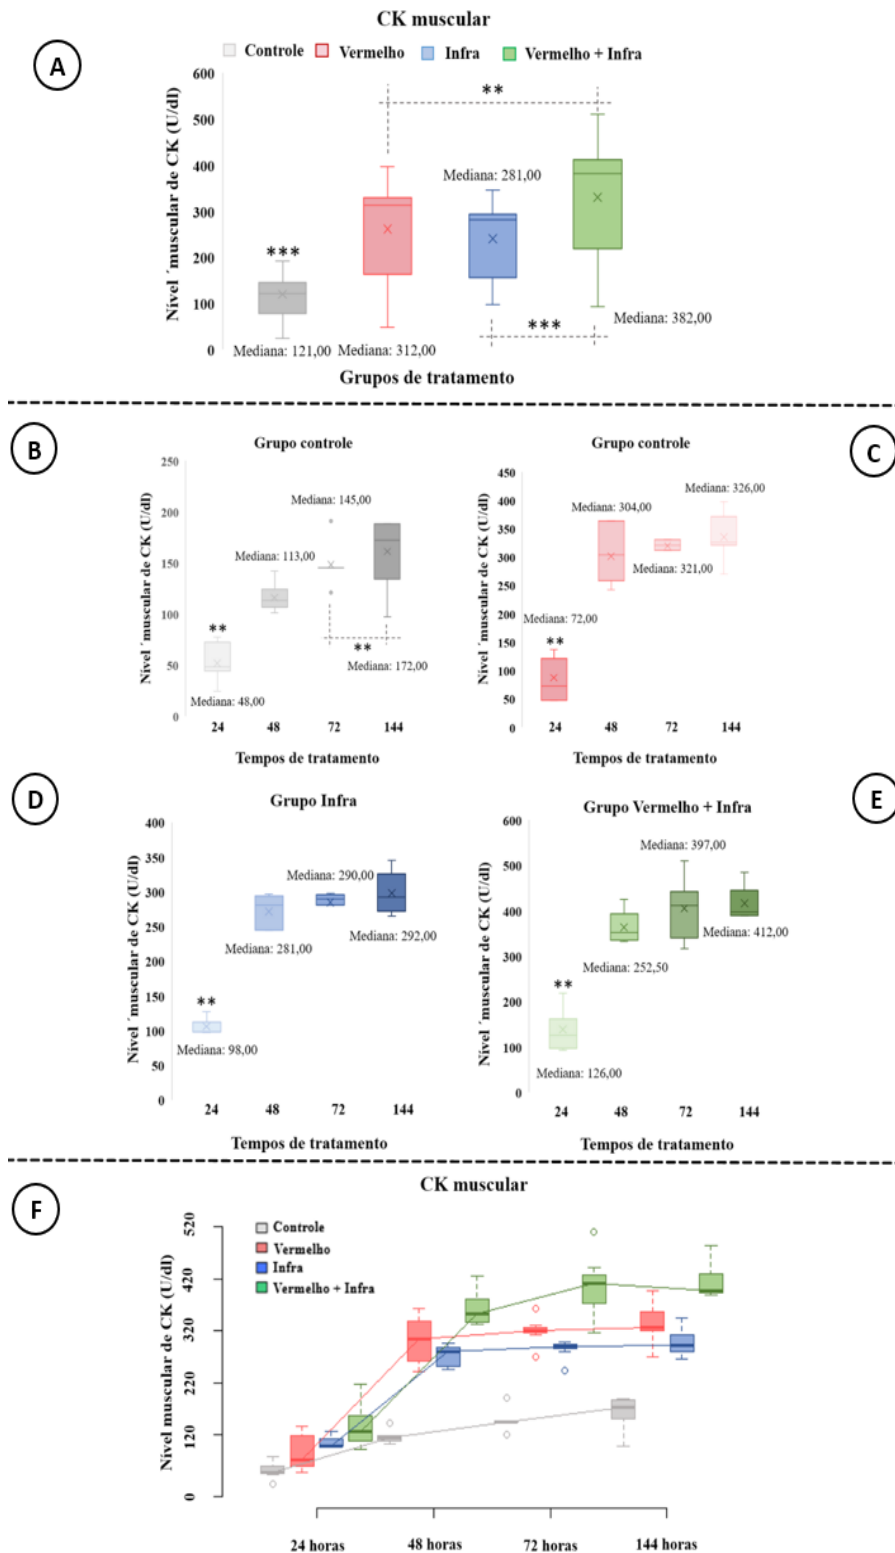 CK muscular
A
Controle Vermelho Infra Vermelho + Infra
Nível ´muscular de CK (U/dl)
600
500
400
300
200
100
0
**
Mediana: 281,00
***
***
Mediana: 382,00
Mediana: 121,00 Mediana: 312,00
Grupos de tratamento
B
Grupo controle
Nível ´muscular de CK (U/dl)
250
200
150
100
50
0
Mediana: 145,00
Mediana: 113,00
**
**
Mediana: 172,00
Mediana: 48,00
24 48 72 144
Tempos de tratamento
C
Grupo controle
Nível ´muscular de CK (U/dl)
450
400
350
300
250
200
150
100
50
0
Mediana: 326,00
Mediana: 304,00
Mediana: 321,00
Mediana: 72,00
**
24 48 72 144
Tempos de tratamento
D
Grupo Infra
Nível ´muscular de CK (U/dl)
400
350
300
250
200
150
100
50
0
Mediana: 290,00
Mediana: 292,00
Mediana: 281,00
**
Mediana: 98,00
24 48 72 144
Tempos de tratamento
E
Grupo Vermelho + Infra
Nível ´muscular de CK (U/dl)
600
500
400
300
200
100
0
Mediana: 397,00
Mediana: 412,00
Mediana: 252,50
**
Mediana: 126,00
24 48 72 144
Tempos de tratamento
F
CK muscular
Nível muscular de CK (U/dl)
520
420
320
220
120
0
Controle
Vermelho
Infra
Vermelho + Infra
24 horas 48 horas 72 horas 144 horas